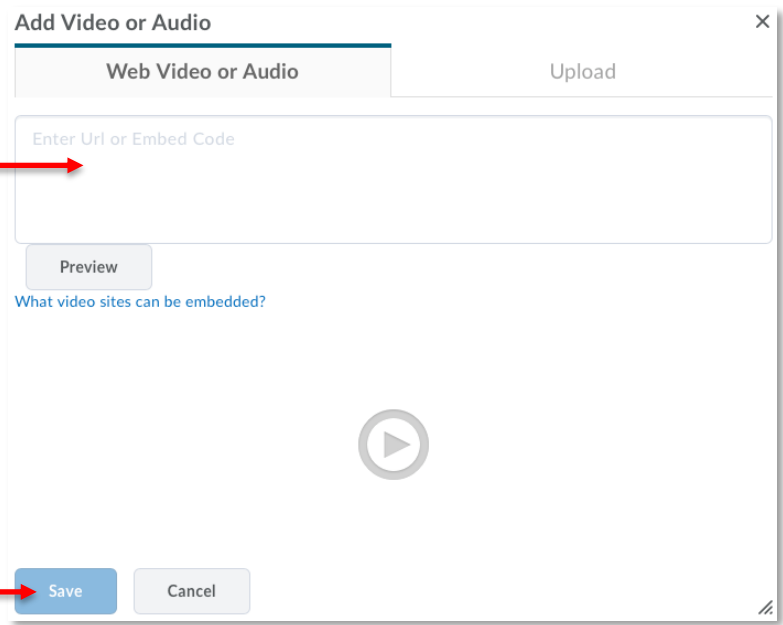 Add Video or Audio
Web Video or Audio Upload
Enter Url or Embed Code
Preview
What video sites can be embedded?
Save Cancel